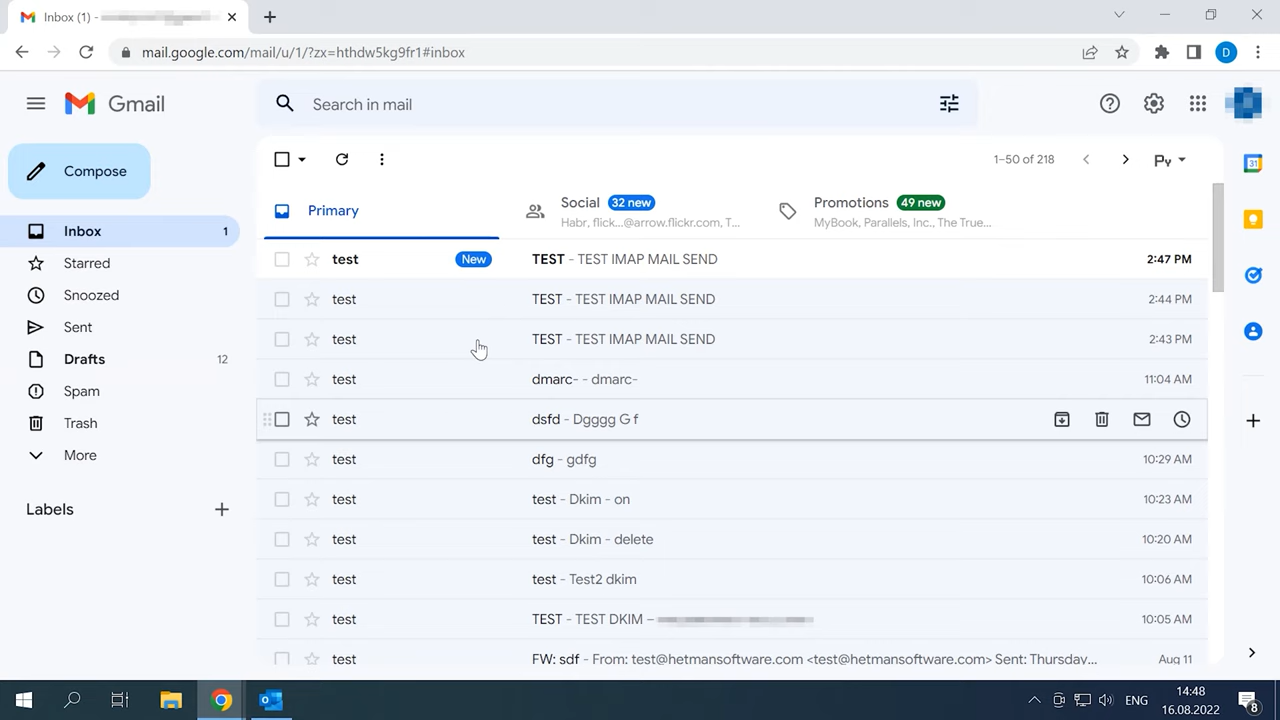 Inbox (1) -
mail.google.com/mail/u/1/?zx=hthdw5kg9fr1#inbox
D
Gmail
Search in mail
Compose
1–50 of 218
Ру
31
Primary
Social 32 new
Habr, flick...@arrow.flickr.com, T...
Promotions 49 new
MyBook, Parallels, Inc., The True...
Inbox 1
Starred
Snoozed
Sent
Drafts 12
Spam
Trash
More
Labels
test New TEST - TEST IMAP MAIL SEND 2:47 PM
test TEST - TEST IMAP MAIL SEND 2:44 PM
test TEST - TEST IMAP MAIL SEND 2:43 PM
test dmarc- - dmarc- 11:04 AM
test dsfd - Dgggg G f
test dfg - gdfg 10:29 AM
test test - Dkim - on 10:23 AM
test test - Dkim - delete 10:20 AM
test test - Test2 dkim 10:06 AM
test TEST - TEST DKIM – 10:05 AM
test FW: sdf - From: test@hetmansoftware.com <test@hetmansoftware.com> Sent: Thursday... Aug 11
ENG
14:48
16.08.2022
8